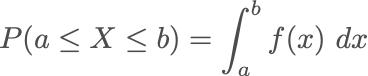 P(a ≤ X ≤ b) = ∫_a^b f(x) dx